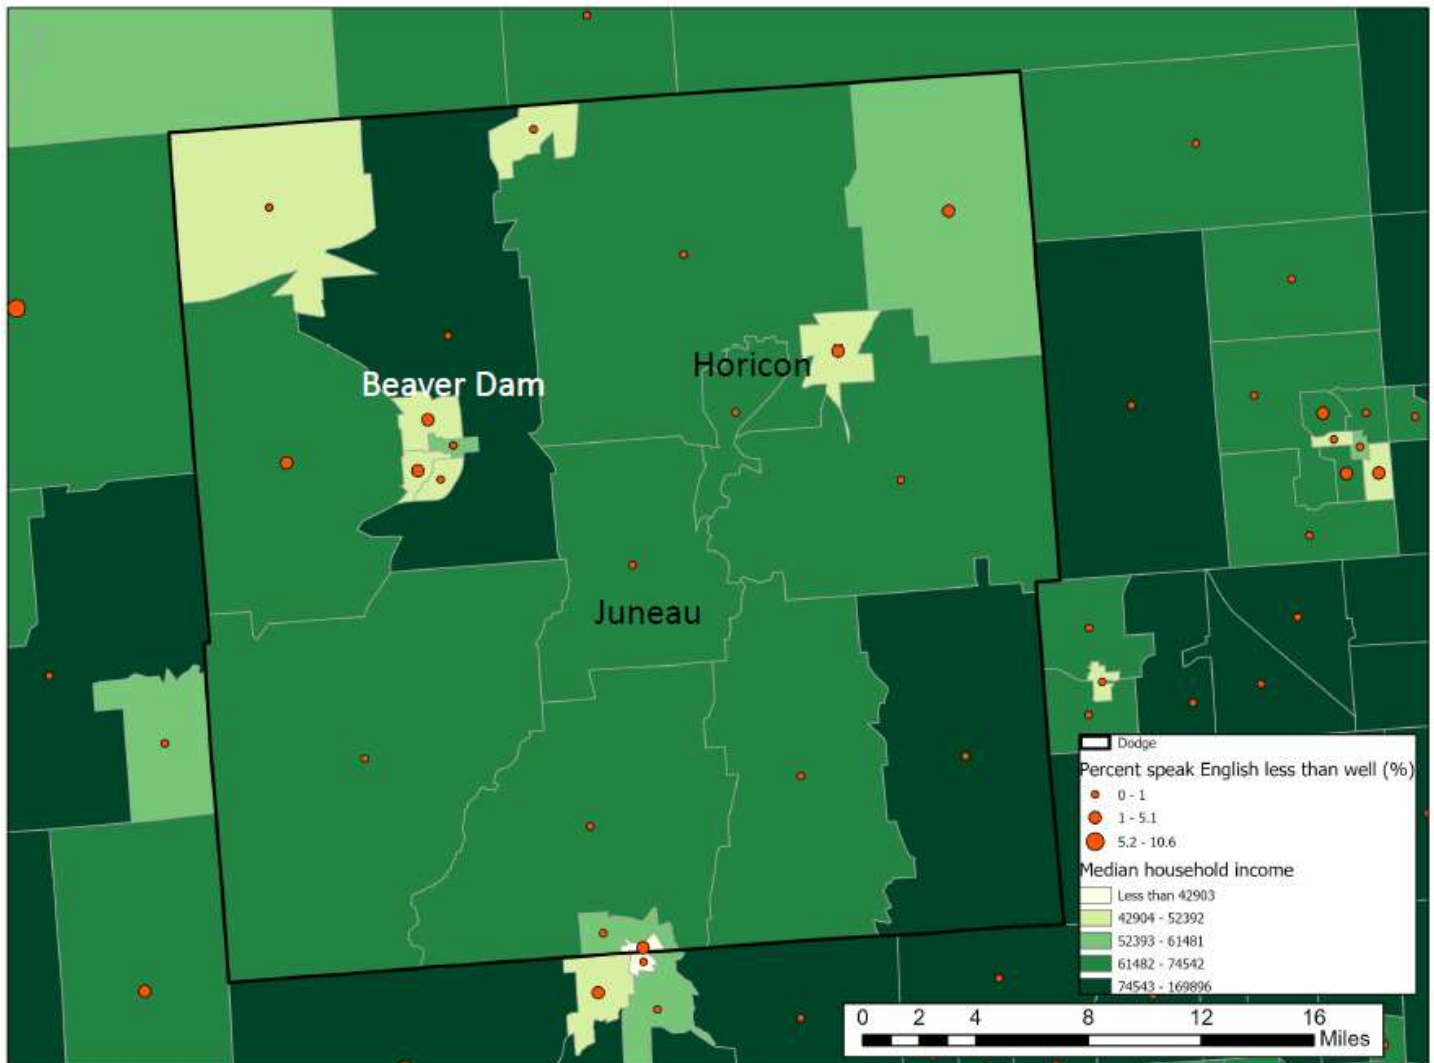 Horicon
Beaver Dam
Juneau
Dodge
Percent speak English less than well (%)
0 - 1
1 - 5.1
5.2 - 10.6
Median household income
Less than 42903
42904 - 52392
52393 - 61481
61482 - 74542
74543 - 169896
0 2 4 8 12 16
Miles